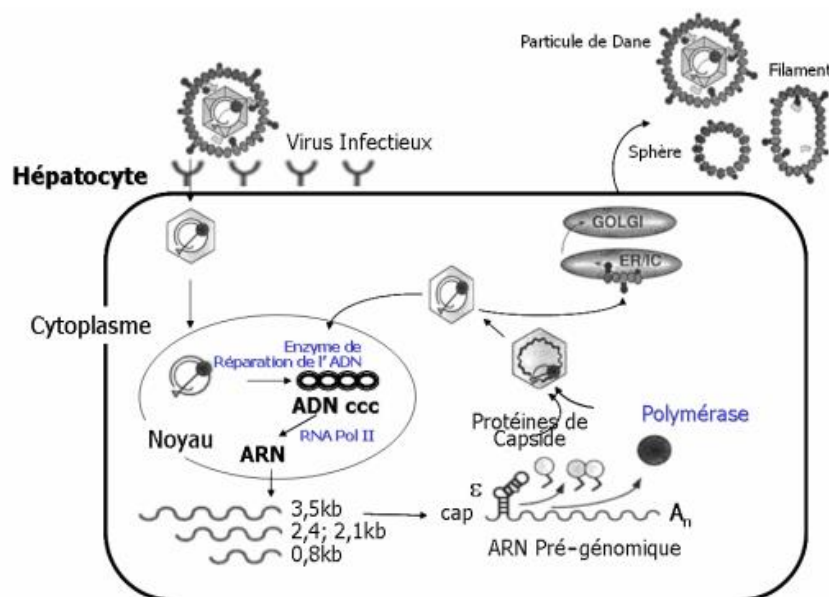 Particule de Dane
Filament
Virus Infectieux
Sphère
Hépatocyte
GOLGI
ER/IC
Cytoplasme
Enzyme de
Réparation de l'ADN
ADN ccc
Noyau
RNA Pol II
ARN
Protéines de
Capside
Polymérase
3,5kb
2,4; 2,1kb
0,8kb
ε
cap
An
ARN Pré-génomique